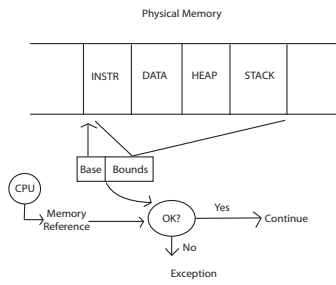 Physical Memory
INSTR
DATA
HEAP
STACK
Base
Bounds
CPU
Memory
Reference
OK?
Yes
Continue
No
Exception